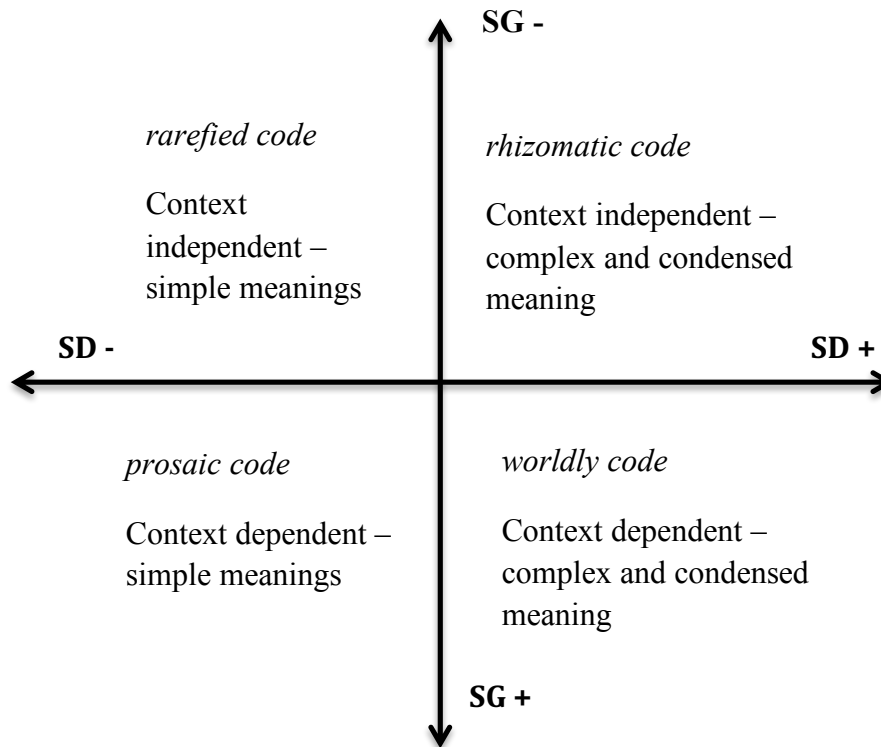 SG -
rarefied code
Context
independent –
simple meanings
rhizomatic code
Context independent –
complex and condensed
meaning
SD -
SD +
prosaic code
Context dependent –
simple meanings
worldly code
Context dependent –
complex and condensed
meaning
SG +